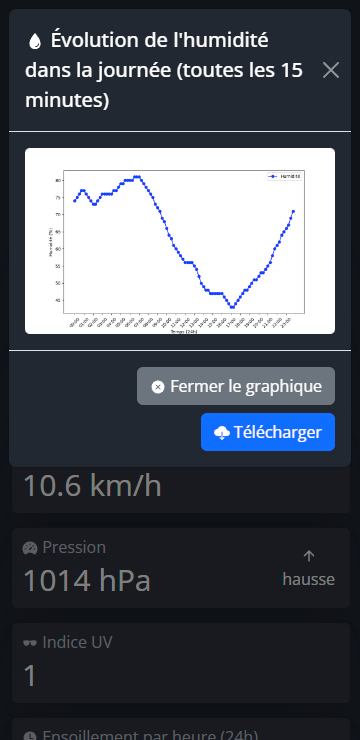 Évolution de l'humidité
dans la journée (toutes les 15
minutes)
Humidité
80
75
70
65
60
55
50
45
Humidité (%)
Temps (24h)
Fermer le graphique
Télécharger
10.6 km/h
Pression
1014 hPa
hausse
Indice UV
1
Ensoillement par heure (24h)